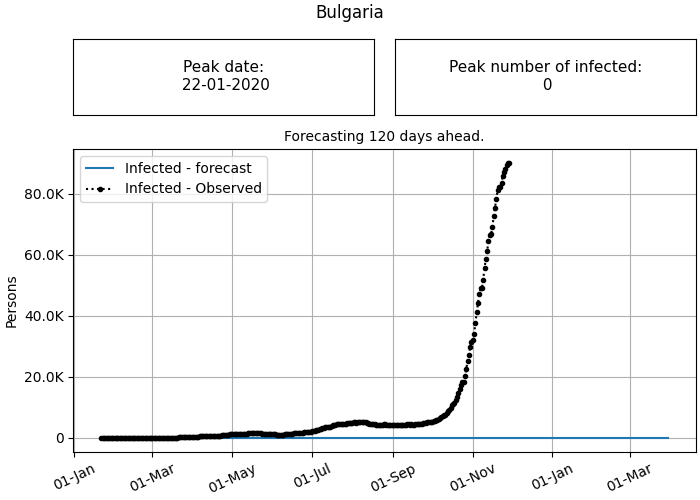 Bulgaria
Peak date:
22-01-2020
Peak number of infected:
0
Forecasting 120 days ahead.
Infected - forecast
Infected - Observed
Persons
80.0K
60.0K
40.0K
20.0K
0
01-Jan
01-Mar
01-May
01-Jul
01-Sep
01-Nov
01-Jan
01-Mar